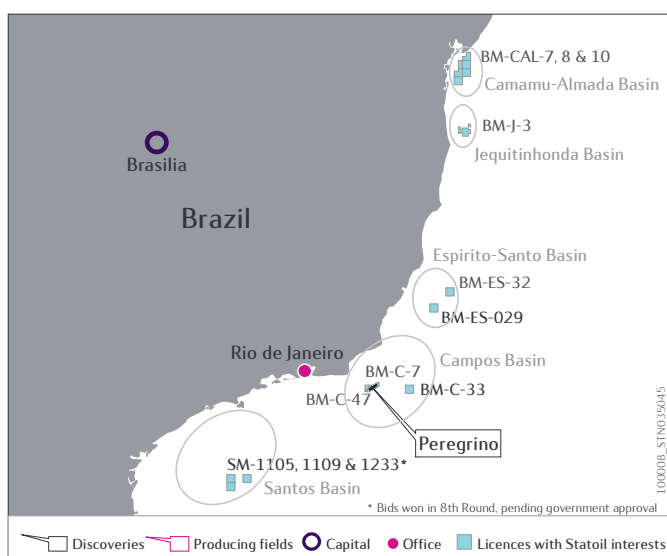 BM-CAL-7, 8 & 10
Camamu-Almada Basin
BM-J-3
Jequitinhonda Basin
Brasilia
Brazil
Espirito-Santo Basin
BM-ES-32
BM-ES-029
Rio de Janeiro
Campos Basin
BM-C-7
BM-C-47
BM-C-33
Peregrino
SM-1105, 1109 & 1233*
Santos Basin
* Bids won in 8th Round, pending government approval
100008_STN035045
Discoveries Producing fields Capital Office Licences with Statoil interests